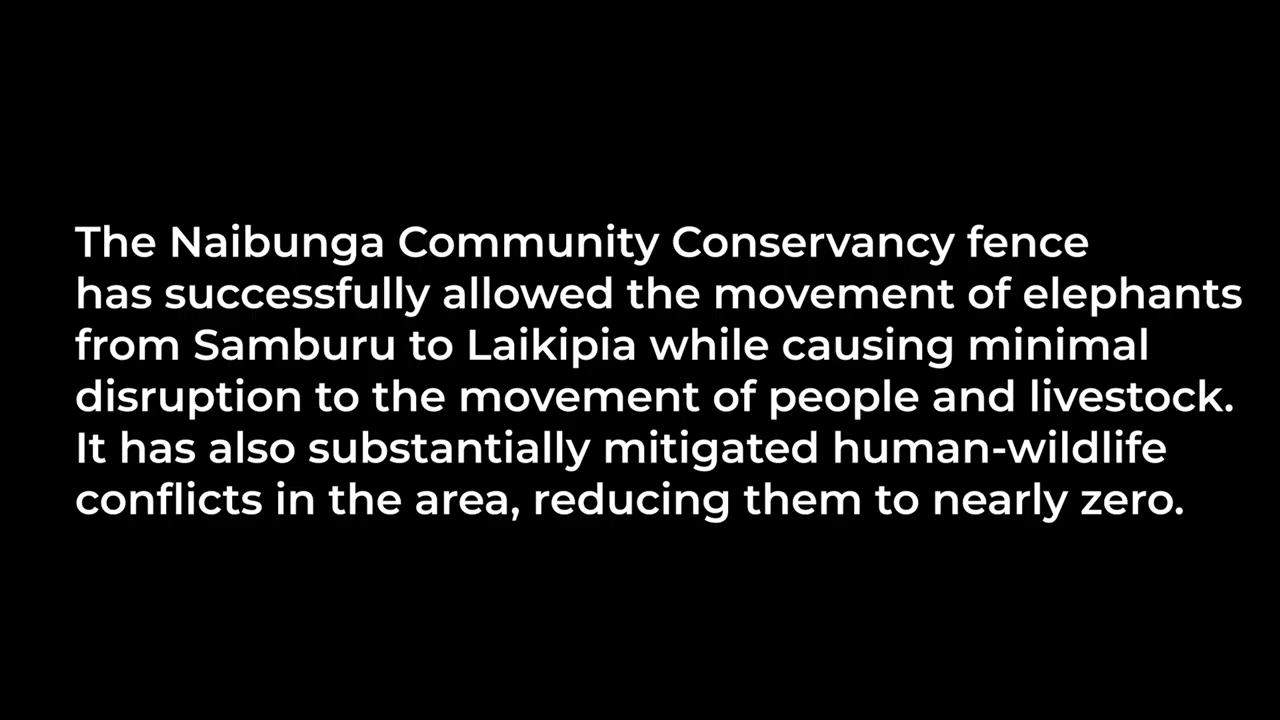 The Naibunga Community Conservancy fence
has successfully allowed the movement of elephants
from Samburu to Laikipia while causing minimal
disruption to the movement of people and livestock.
It has also substantially mitigated human-wildlife
conflicts in the area, reducing them to nearly zero.